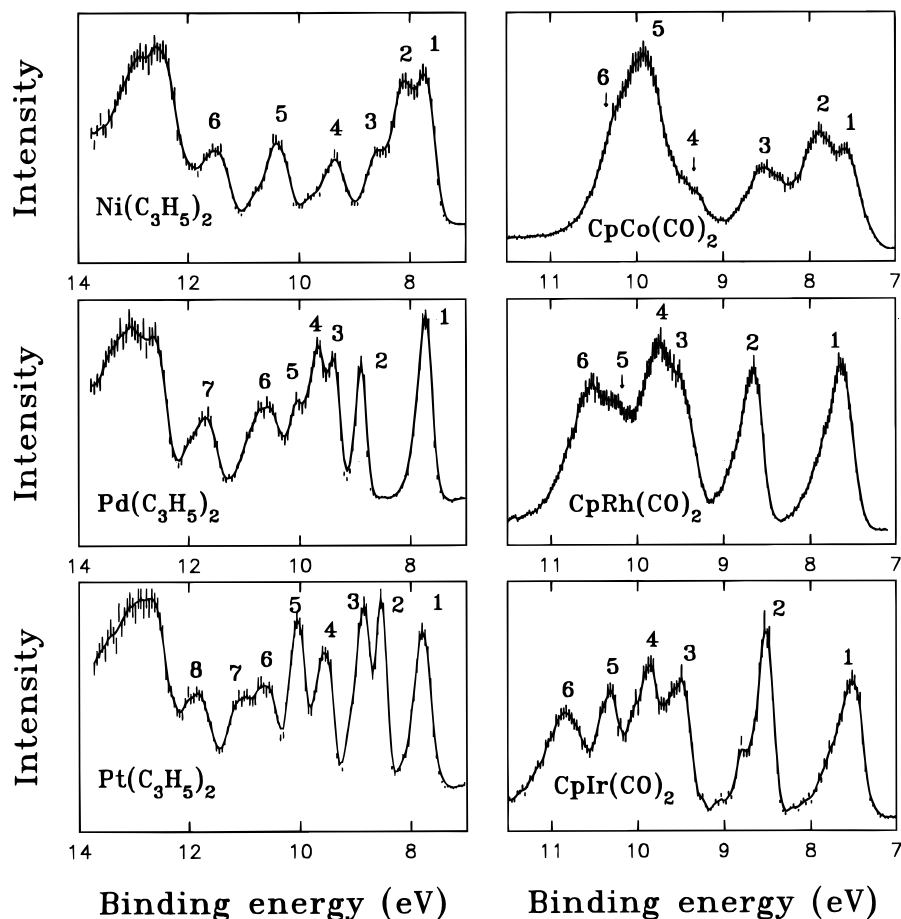 Intensity
6 5 4 3 2 1
Ni(C₃H₅)₂
14 12 10 8
6 5 4 3 2 1
CpCo(CO)₂
11 10 9 8 7
Intensity
7 6 5 4 3 2 1
Pd(C₃H₅)₂
14 12 10 8
6 5 4 3 2 1
CpRh(CO)₂
11 10 9 8 7
Intensity
8 7 6 5 4 3 2 1
Pt(C₃H₅)₂
14 12 10 8
6 5 4 3 2 1
CpIr(CO)₂
11 10 9 8 7
Binding energy (eV)
Binding energy (eV)